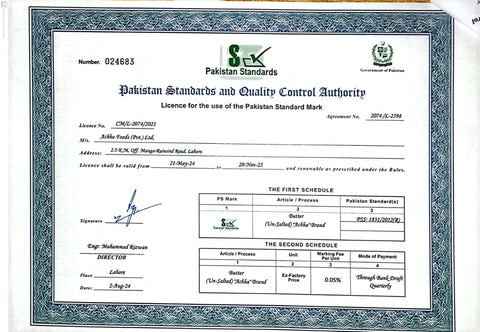 Number. 024683
Pakistan Standards
Government of Pakistan
Pakistan Standards and Quality Control Authority
Licence for the use of the Pakistan Standard Mark
Agreement No. 2074 /L-2398
Licence No. CM/L-2074/2021
M/s. Achha Foods (Pvt.) Ltd,
Address: 2.5-K.M, Off. Manga-Raiwind Road, Lahore.
Licence shall be valid from 21-May-24 to 20-Nov-25 and renewable as prescribed under the Rules.
THE FIRST SCHEDULE
PS Mark Article / Process Pakistan Standard(s)
1 2 3
Pakistan Standards Butter (Un-Salted) "Achha" Brand PSS: 1831/2012(R)
Signature
Engr. Muhammad Rizwan
DIRECTOR
Place Lahore
Date: 2-Aug-24
THE SECOND SCHEDULE
Article / Process Unit Marking Fee Per Unit Mode of Payment
1 2 3 4
Butter (Un-Salted) "Achha" Brand Ex-Factory Price 0.05% Through Bank Draft Quarterly